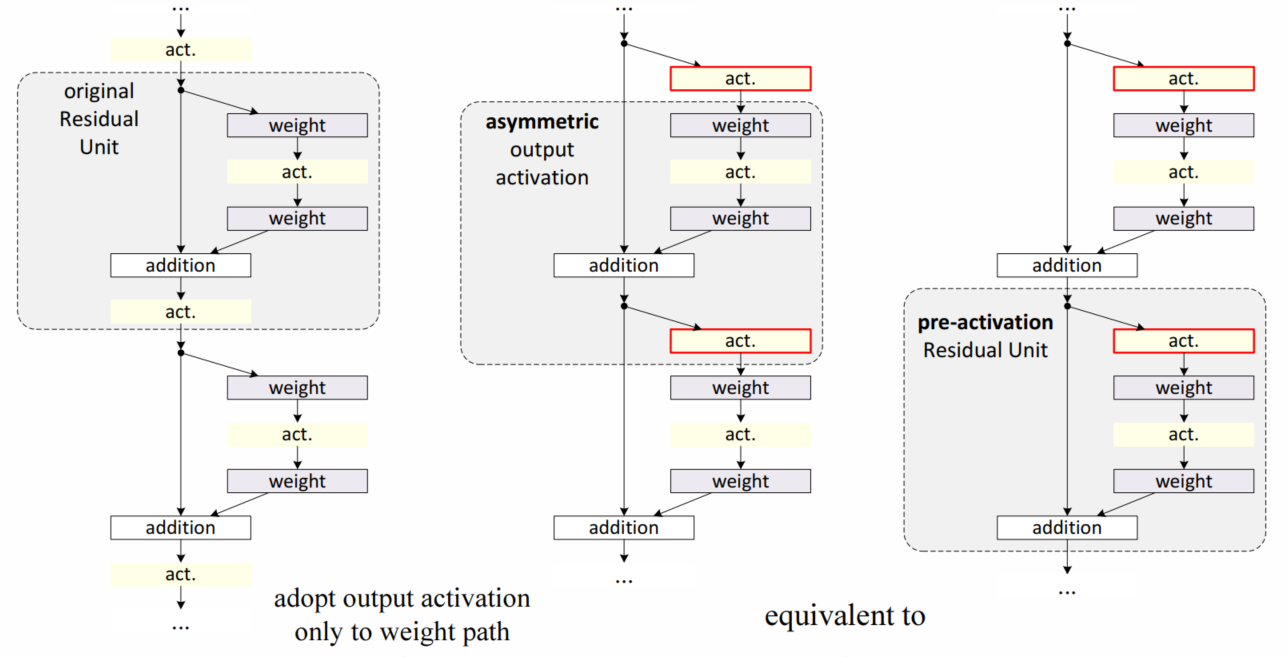 ...
act.
original
Residual
Unit
weight
act.
weight
addition
act.
weight
act.
weight
addition
act.
...
adopt output activation
only to weight path
...
act.
asymmetric
output
activation
weight
act.
weight
addition
act.
weight
act.
weight
addition
...
equivalent to
...
act.
weight
act.
weight
addition
pre-activation
Residual Unit
act.
weight
act.
weight
addition
...